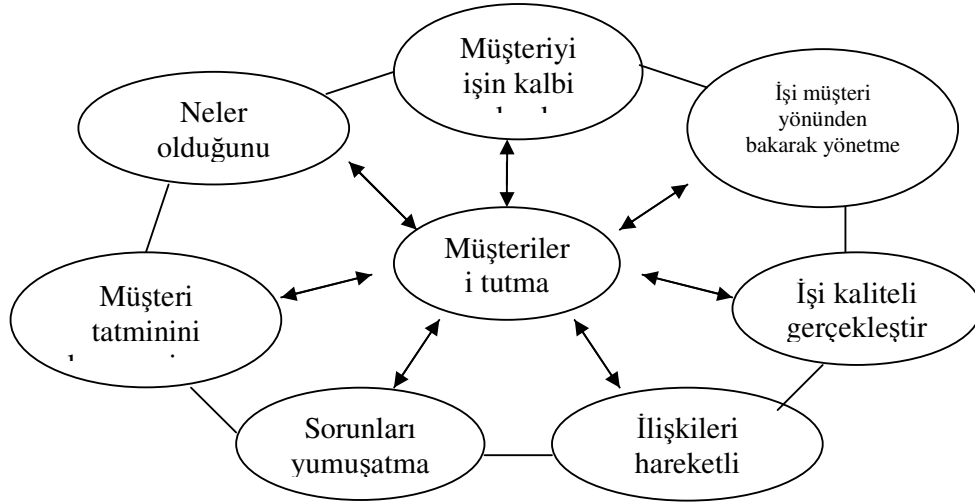 Müşteriyi
işin kalbi
Neler
olduğunu
İşi müşteri
yönünden
bakarak yönetme
Müşteriler
i tutma
Müşteri
tatminini
İşi kaliteli
gerçekleştir
Sorunları
yumuşatma
İlişkileri
hareketli